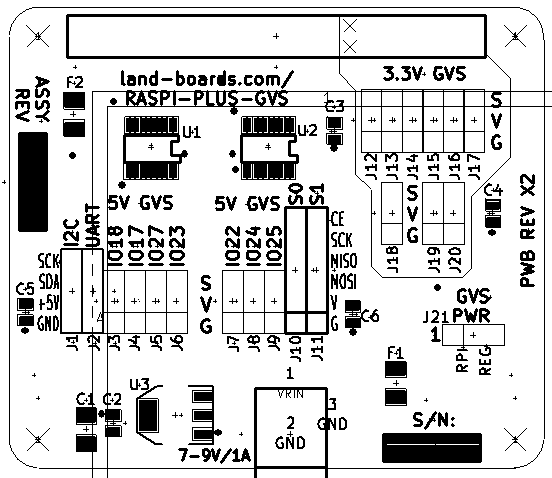 land-boards.com/
RASPI-PLUS-GVS
3.3V GVS
ASSY
REV
F2
U1
U2
C3
S
V
G
J12
J13
J14
J15
J16
J17
5V GVS
5V GVS
S0
S1
S
V
G
C4
J18
J19
J20
PWB REV X2
I2C
UART
IO18
IO17
IO27
IO23
IO22
IO24
IO25
CE
SCK
MISO
MOSI
V
G
SCK
SDA
+5V
GND
S
V
G
C5
C6
J1
J2
J3
J4
J5
J6
J7
J8
J9
J10
J11
GVS
PWR
J21
1
RPI
REG
F1
U3
C1
C2
1
VRIN
2
GND
3
GND
7-9V/1A
S/N: